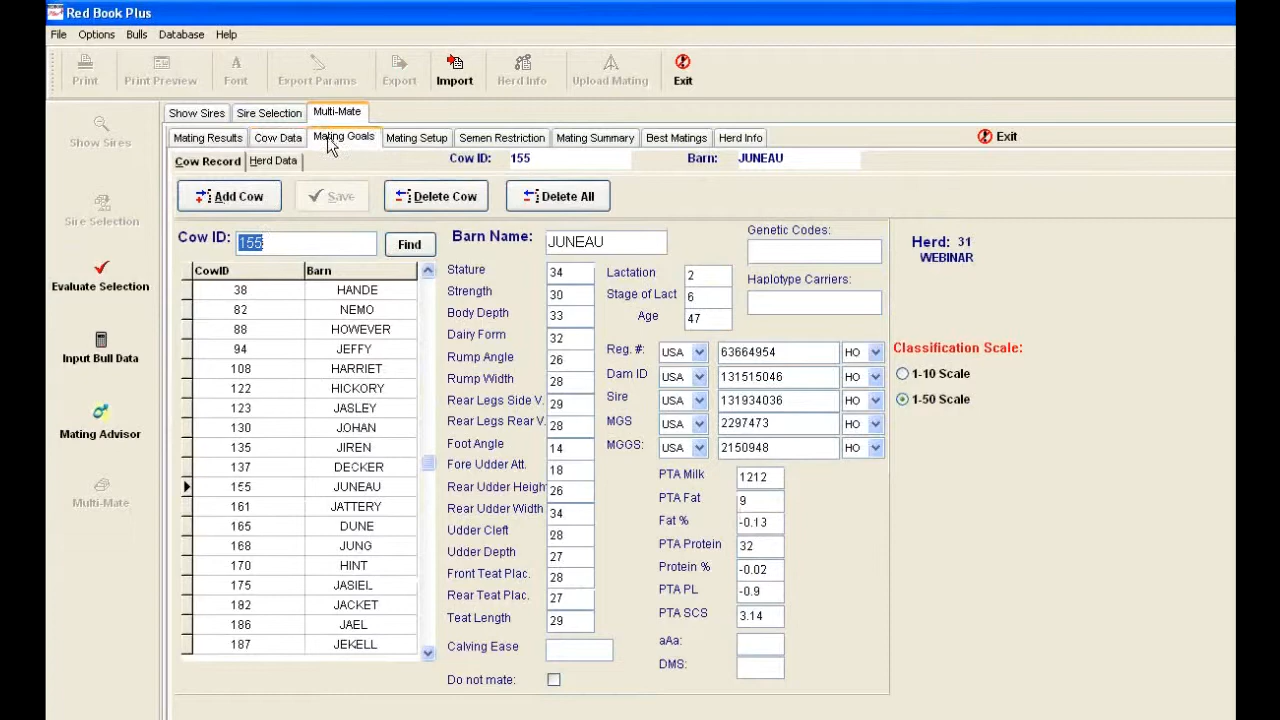 Red Book Plus
File Options Bulls Database Help
Print Print Preview Font Export Params Export Import Herd Info Upload Mating Exit
Show Sires Sire Selection Multi-Mate
Mating Results Cow Data Mating Goals Mating Setup Semen Restriction Mating Summary Best Matings Herd Info Exit
Cow Record Herd Data Cow ID: 155 Barn: JUNEAU
Add Cow Save Delete Cow Delete All
Show Sires
Sire Selection
Evaluate Selection
Input Bull Data
Mating Advisor
Multi-Mate
Cow ID: 155 Find
CowID Barn
38 HANDE
82 NEMO
88 HOWEVER
94 JEFFY
108 HARRIET
122 HICKORY
123 JASLEY
130 JOHAN
135 JIREN
137 DECKER
155 JUNEAU
161 JATTERY
165 DUNE
168 JUNG
170 HINT
175 JASIEL
182 JACKET
186 JAEL
187 JEKELL
Barn Name: JUNEAU
Stature 34
Strength 30
Body Depth 33
Dairy Form 32
Rump Angle 26
Rump Width 28
Rear Legs Side V. 29
Rear Legs Rear V. 28
Foot Angle 14
Fore Udder Att. 18
Rear Udder Heigh 26
Rear Udder Width 34
Udder Cleft 28
Udder Depth 27
Front Teat Plac. 28
Rear Teat Plac. 27
Teat Length 29
Calving Ease
Do not mate:
Lactation 2
Stage of Lact 6
Age 47
Genetic Codes:
Haplotype Carriers:
Reg. #: USA 63664954 HO
Dam ID USA 131515046 HO
Sire USA 131934036 HO
MGS USA 2297473 HO
MGGS: USA 2150948 HO
PTA Milk 1212
PTA Fat 9
Fat % -0.13
PTA Protein 32
Protein % -0.02
PTA PL -0.9
PTA SCS 3.14
aAa:
DMS:
Herd: 31
WEBINAR
Classification Scale:
1-10 Scale
1-50 Scale